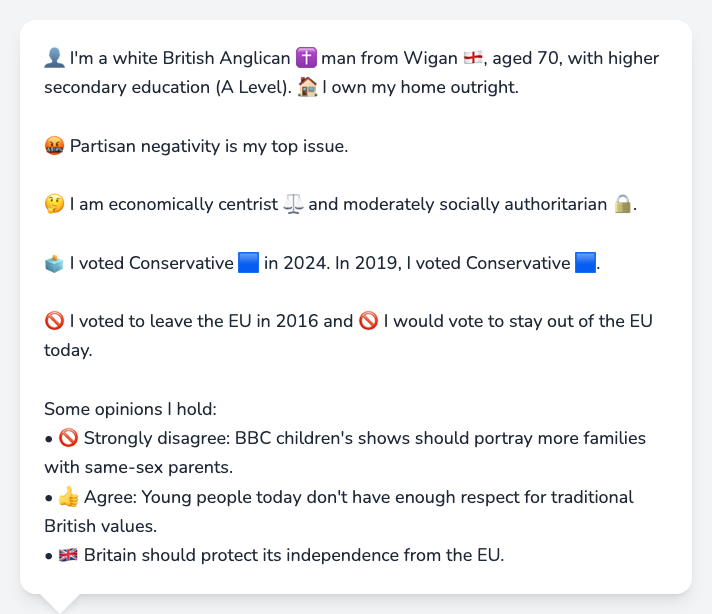 👤 I'm a white British Anglican ✝️ man from Wigan 🏴󠁧󠁢󠁥󠁮󠁧󠁿, aged 70, with higher
secondary education (A Level). 🏠 I own my home outright.
🤬 Partisan negativity is my top issue.
🤔 I am economically centrist ⚖️ and moderately socially authoritarian 🔒.
🗳️ I voted Conservative 🟦 in 2024. In 2019, I voted Conservative 🟦.
🚫 I voted to leave the EU in 2016 and 🚫 I would vote to stay out of the EU
today.
Some opinions I hold:
• 🚫 Strongly disagree: BBC children's shows should portray more families
with same-sex parents.
• 👍 Agree: Young people today don't have enough respect for traditional
British values.
• 🇬🇧 Britain should protect its independence from the EU.